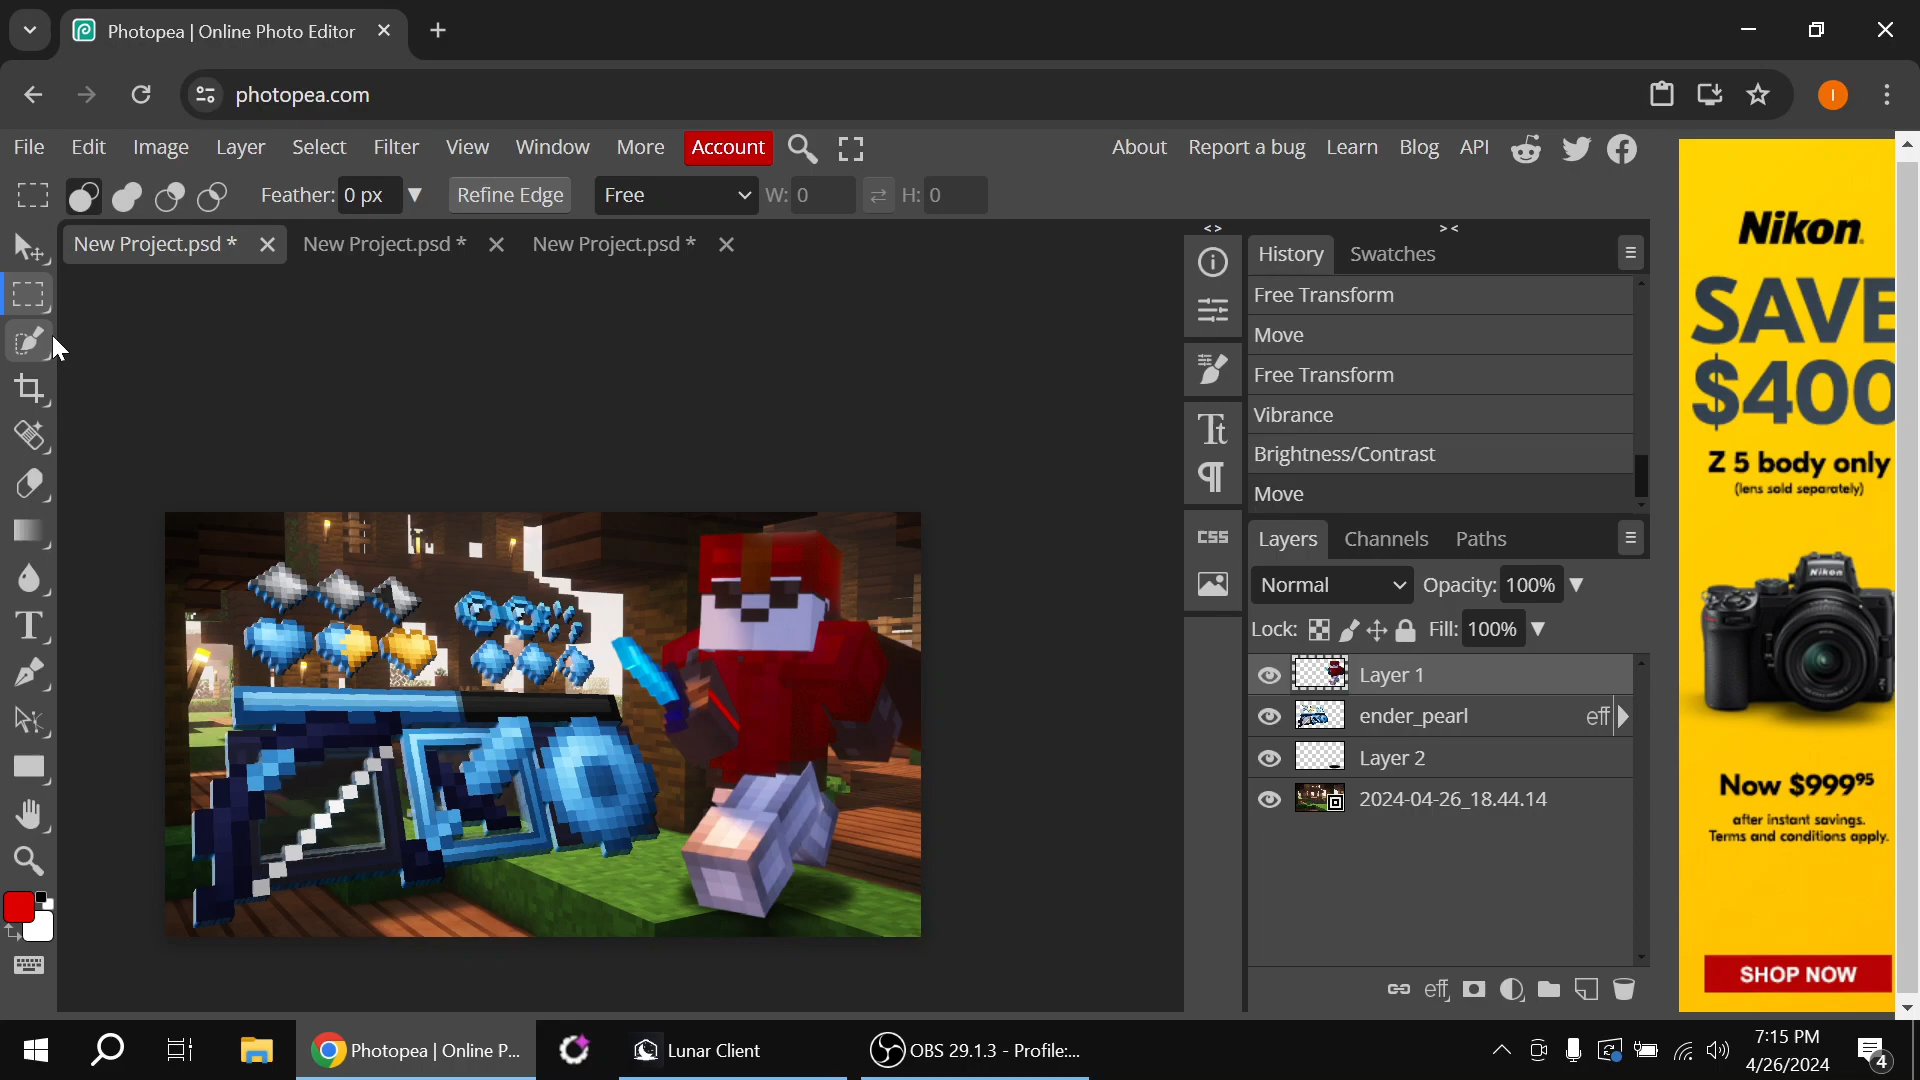 Photopea | Online Photo Editor
photopea.com
I
File Edit Image Layer Select Filter View Window More Account
About Report a bug Learn Blog API
Feather: 0 px Refine Edge Free W: 0 H: 0
New Project.psd * New Project.psd * New Project.psd *
< >
> <
History Swatches
Free Transform
Move
Free Transform
Vibrance
Brightness/Contrast
Move
CSS
Layers Channels Paths
Normal Opacity: 100%
Lock: Fill: 100%
Layer 1
ender_pearl eff
Layer 2
2024-04-26_18.44.14
eff
Nikon
SAVE
$400
Z 5 body only
(lens sold separately)
Nikon
Now $999⁹⁵
after instant savings.
Terms and conditions apply.
SHOP NOW
Photopea | Online P...
Lunar Client
OBS 29.1.3 - Profile:...
7:15 PM
4/26/2024
4